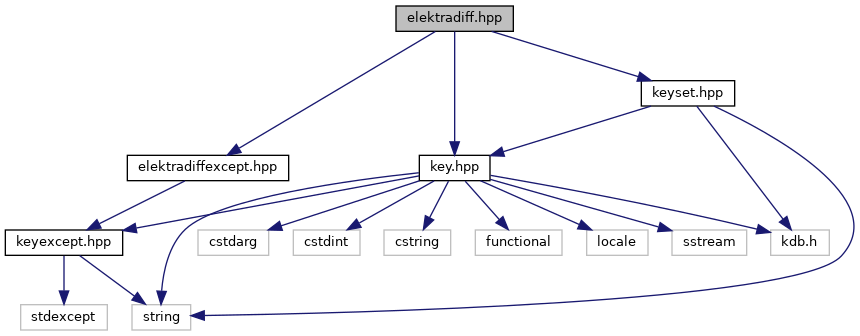 elektradiff.hpp
keyset.hpp
elektradiffexcept.hpp
key.hpp
keyexcept.hpp
cstdarg
cstdint
cstring
functional
locale
sstream
kdb.h
stdexcept
string